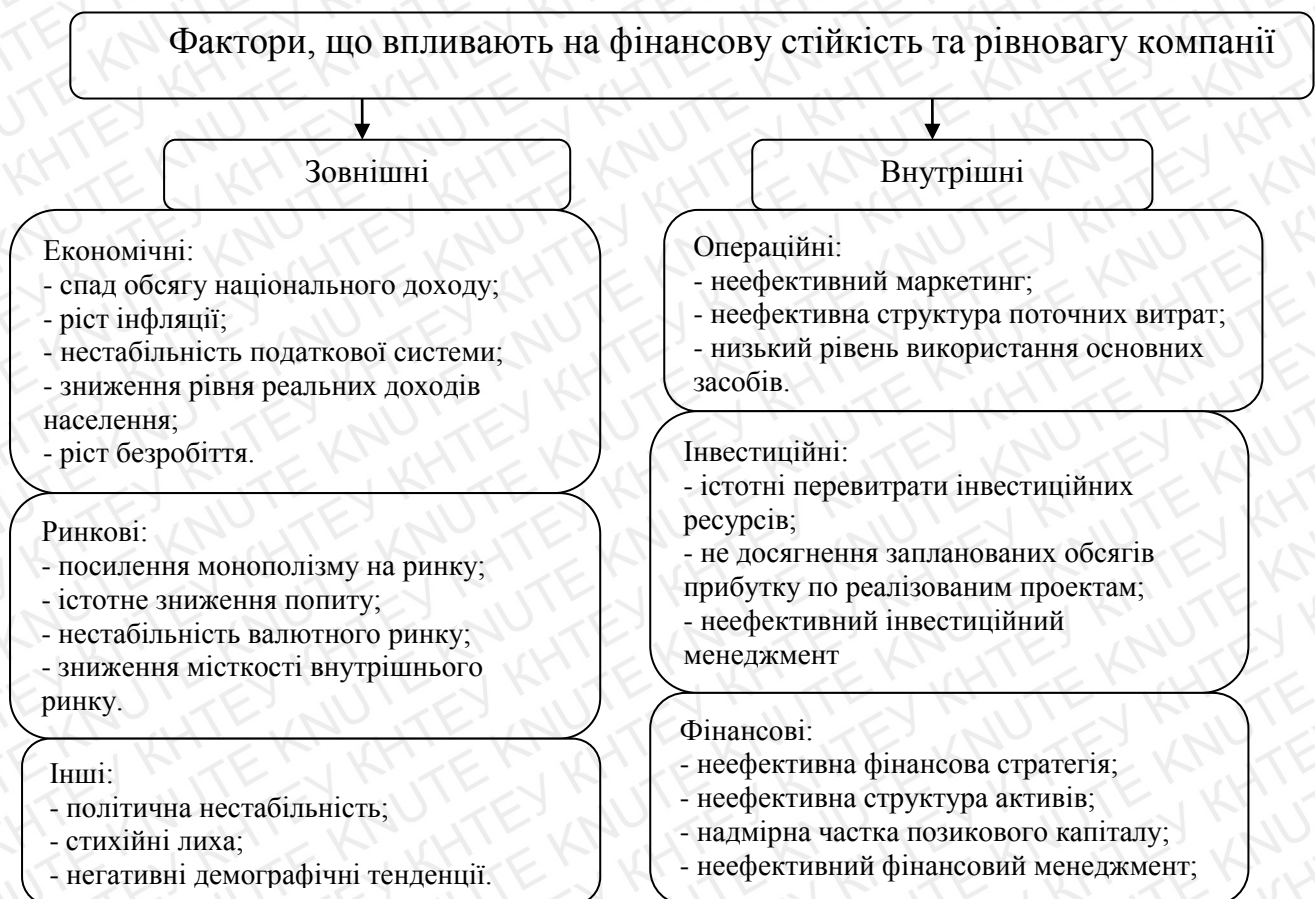 Фактори, що впливають на фінансову стійкість та рівновагу компанії
Зовнішні
Економічні:
- спад обсягу національного доходу;
- ріст інфляції;
- нестабільність податкової системи;
- зниження рівня реальних доходів
населення;
- ріст безробіття.
Ринкові:
- посилення монополізму на ринку;
- істотне зниження попиту;
- нестабільність валютного ринку;
- зниження місткості внутрішнього
ринку.
Інші:
- політична нестабільність;
- стихійні лиха;
- негативні демографічні тенденції.
Внутрішні
Операційні:
- неефективний маркетинг;
- неефективна структура поточних витрат;
- низький рівень використання основних
засобів.
Інвестиційні:
- істотні перевитрати інвестиційних
ресурсів;
- не досягнення запланованих обсягів
прибутку по реалізованим проектам;
- неефективний інвестиційний
менеджмент
Фінансові:
- неефективна фінансова стратегія;
- неефективна структура активів;
- надмірна частка позикового капіталу;
- неефективний фінансовий менеджмент;